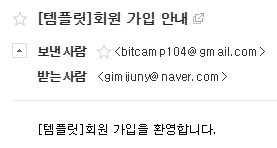 [템플릿]회원 가입 안내
보낸사람 <bitcamp104@gmail.com>
받는사람 <gimijuny@naver.com>
[템플릿]회원 가입을 환영합니다.